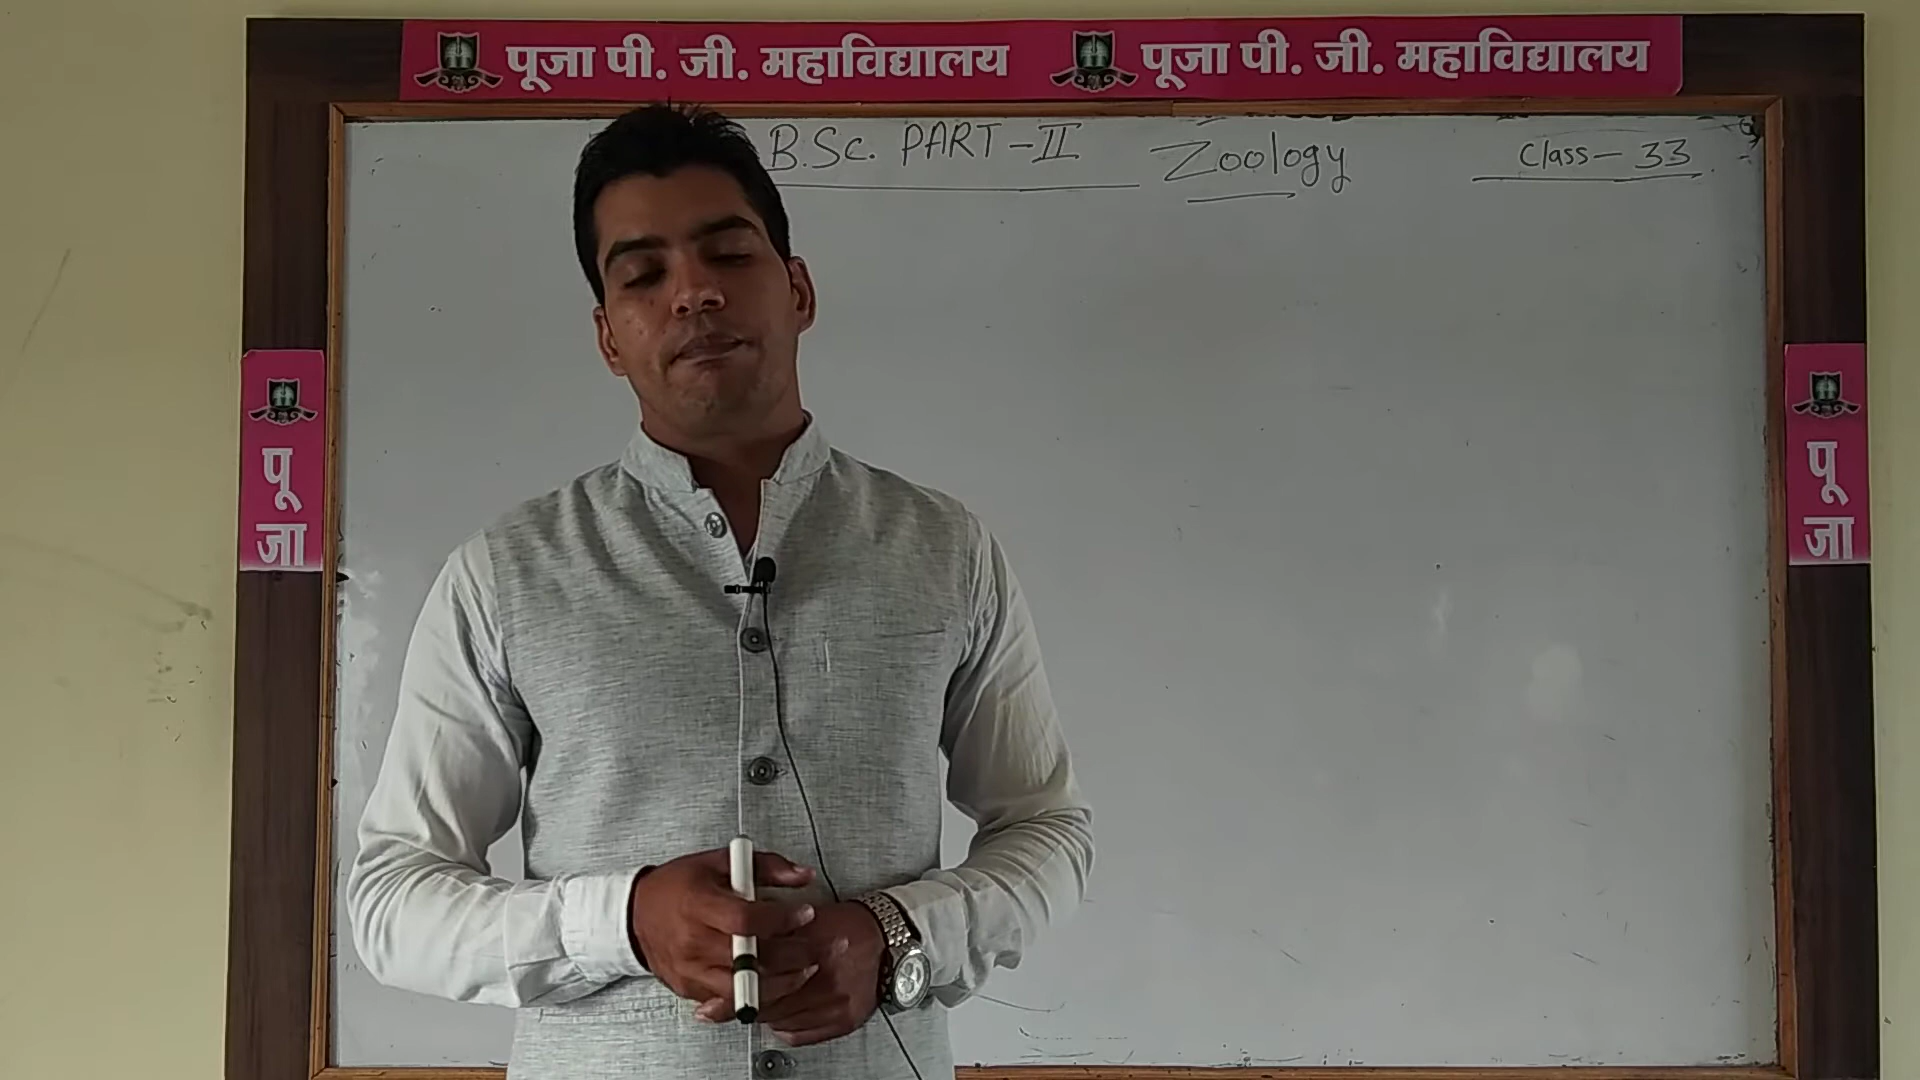 पूजा पी. जी. महाविद्यालय पूजा पी. जी. महाविद्यालय
B.Sc. PART-II Zoology Class-33
पू
जा
पू
जा